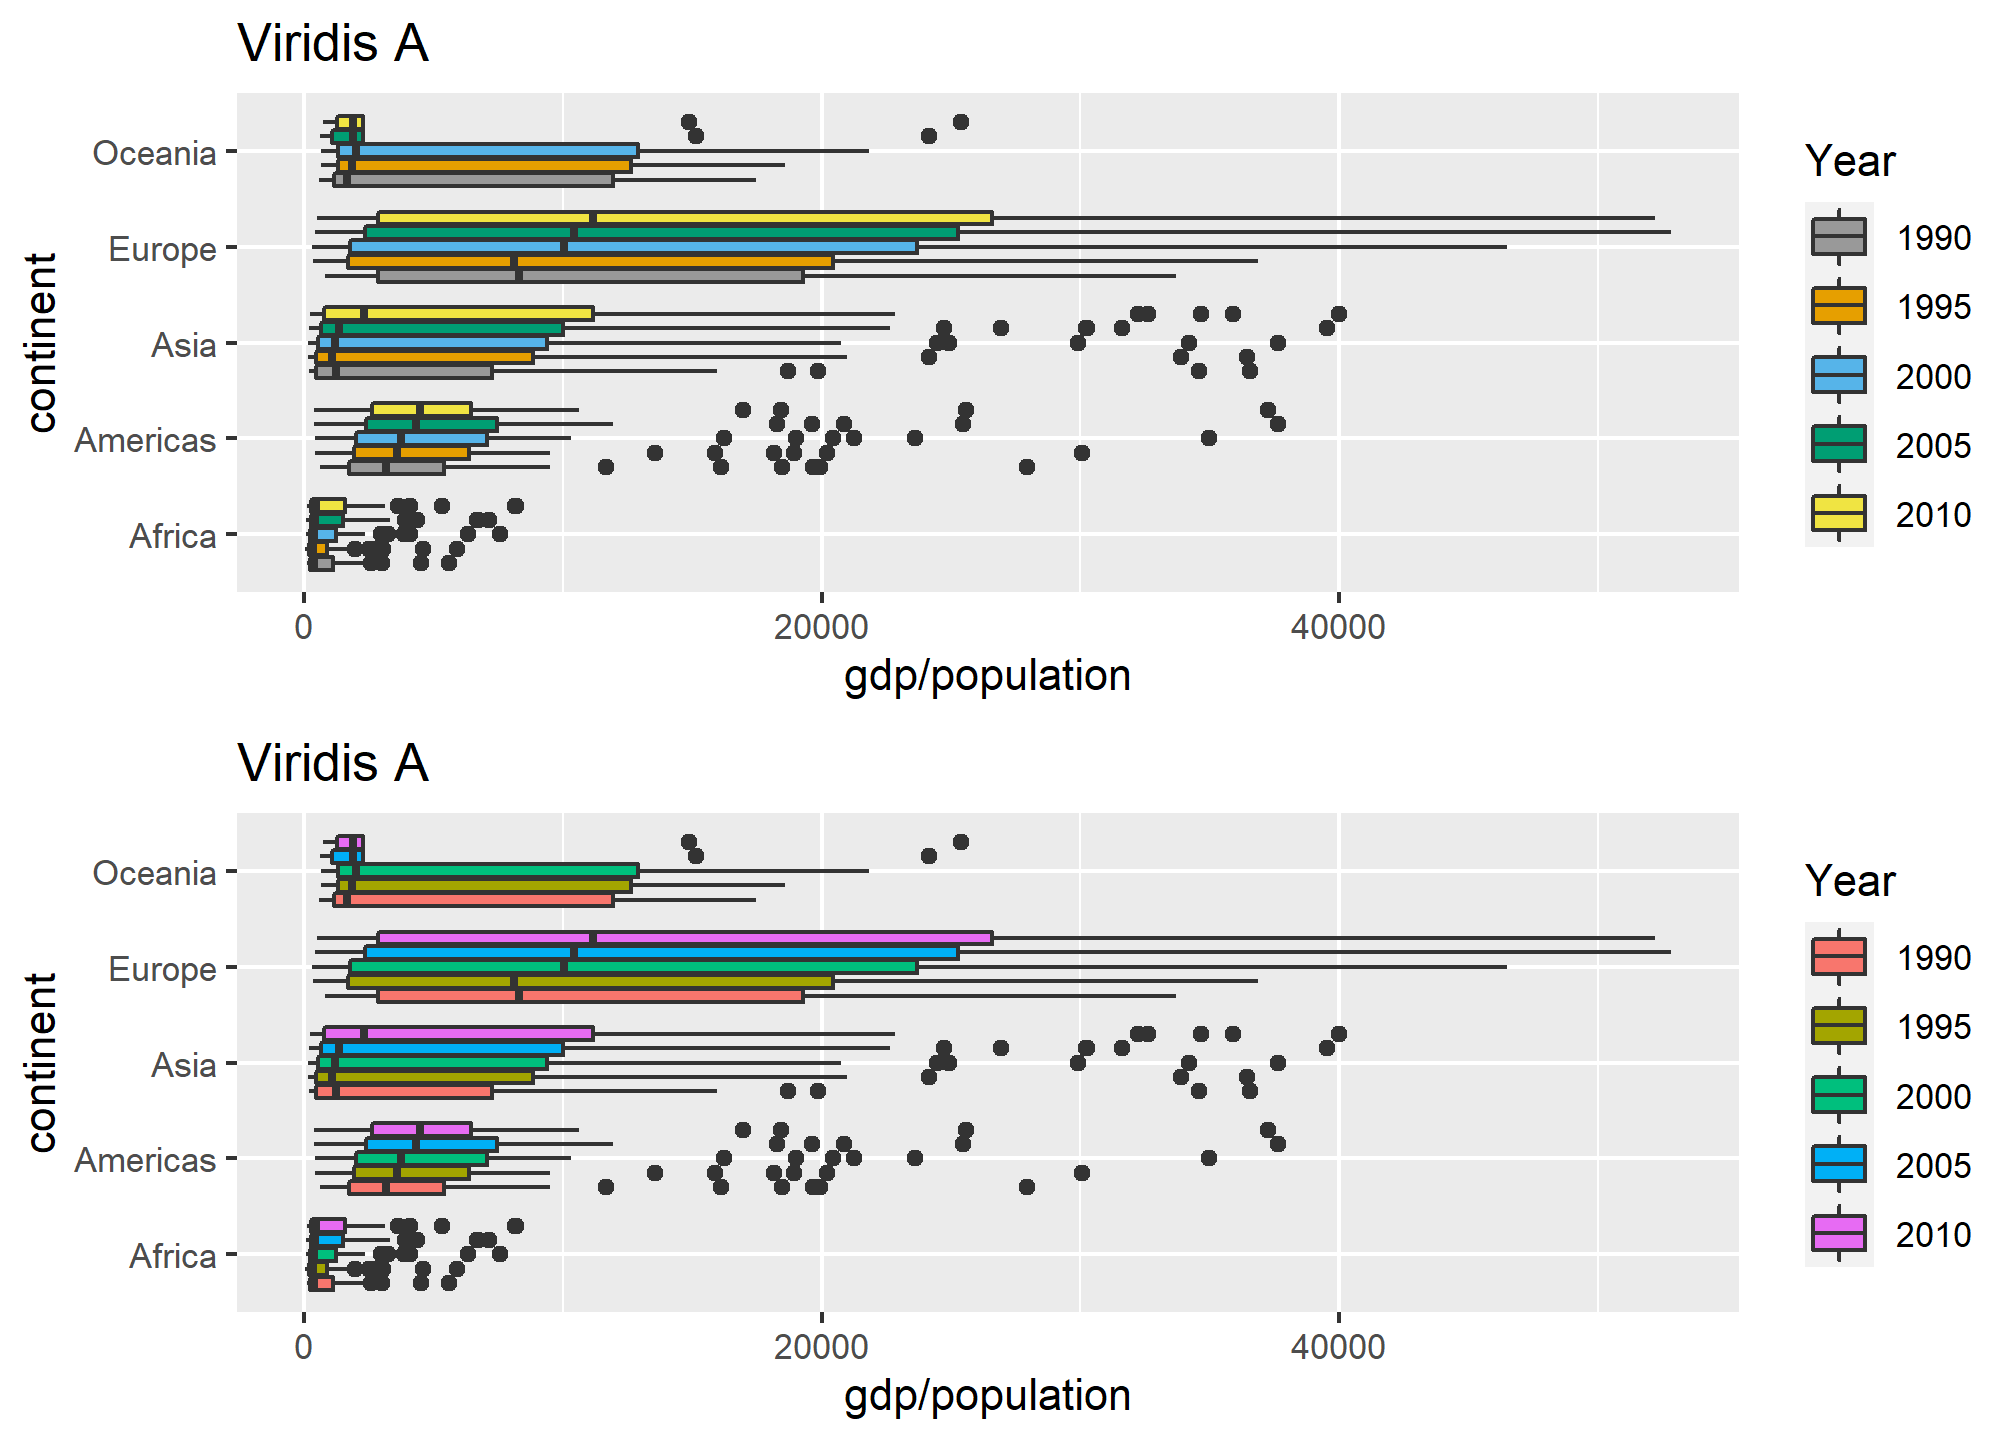 Viridis A
Oceania
Europe
Asia
Americas
Africa
continent
0 20000 40000
gdp/population
Year
1990
1995
2000
2005
2010
Viridis A
Oceania
Europe
Asia
Americas
Africa
continent
0 20000 40000
gdp/population
Year
1990
1995
2000
2005
2010